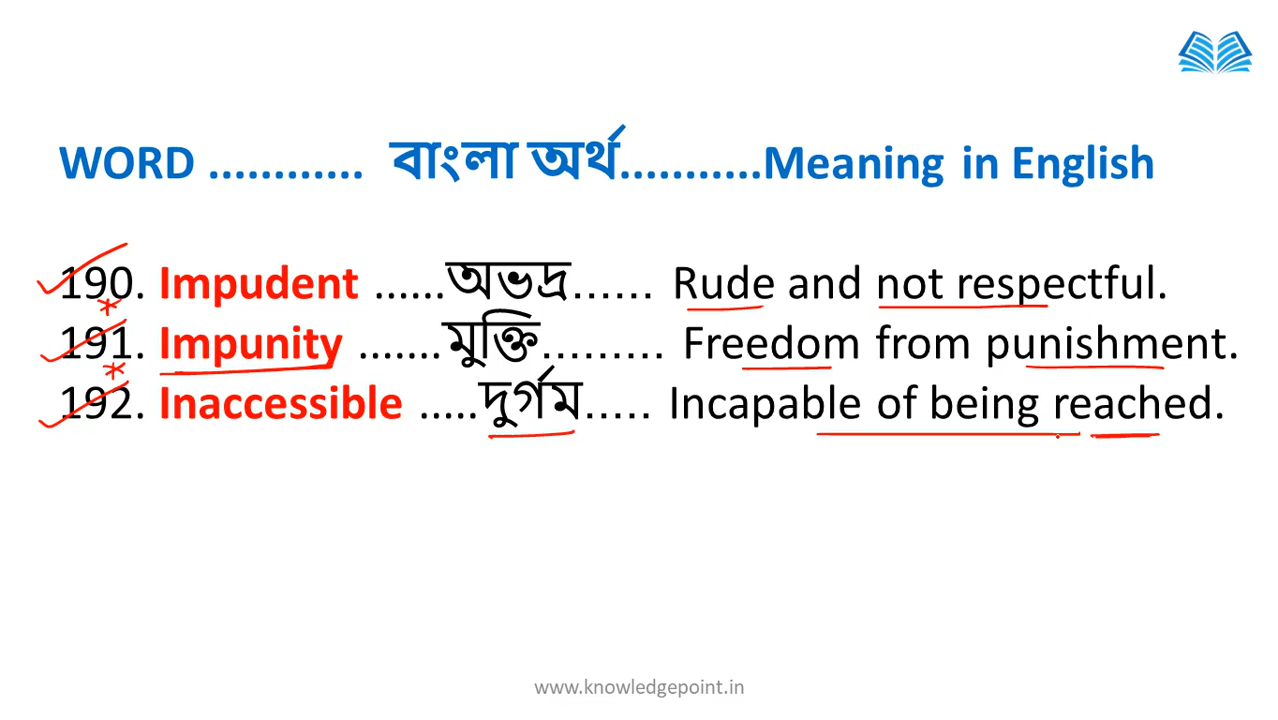 WORD ............ বাংলা অর্থ...........Meaning in English
190. Impudent ......অভদ্র...... Rude and not respectful.
191. Impunity .......মুক্তি......... Freedom from punishment.
192. Inaccessible .....দুর্গম..... Incapable of being reached.
www.knowledgepoint.in